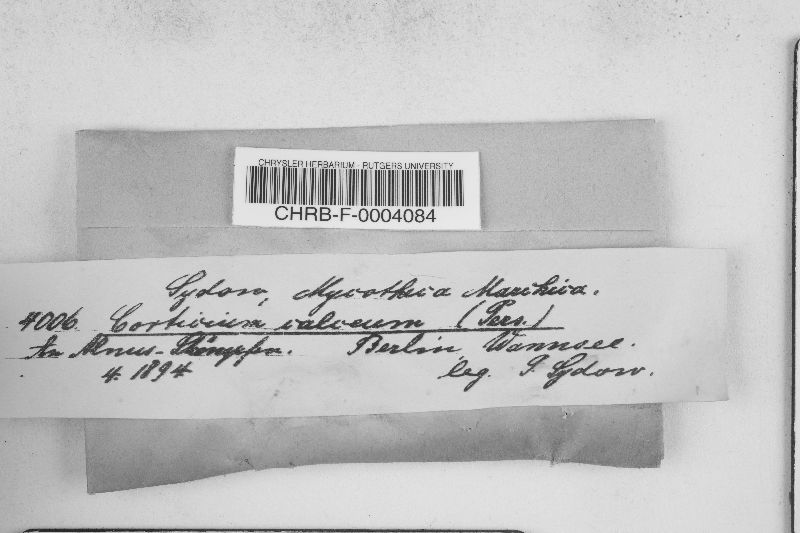 CHRYSLER HERBARIUM - RUTGERS UNIVERSITY
CHRB-F-0004084
Sydow, Mycotheca Marchica.
4006 Corticium calceum (Pers.)
An Alnus-Stümpfen. Berlin, Wannsee.
4. 1894 leg. P. Sydow.